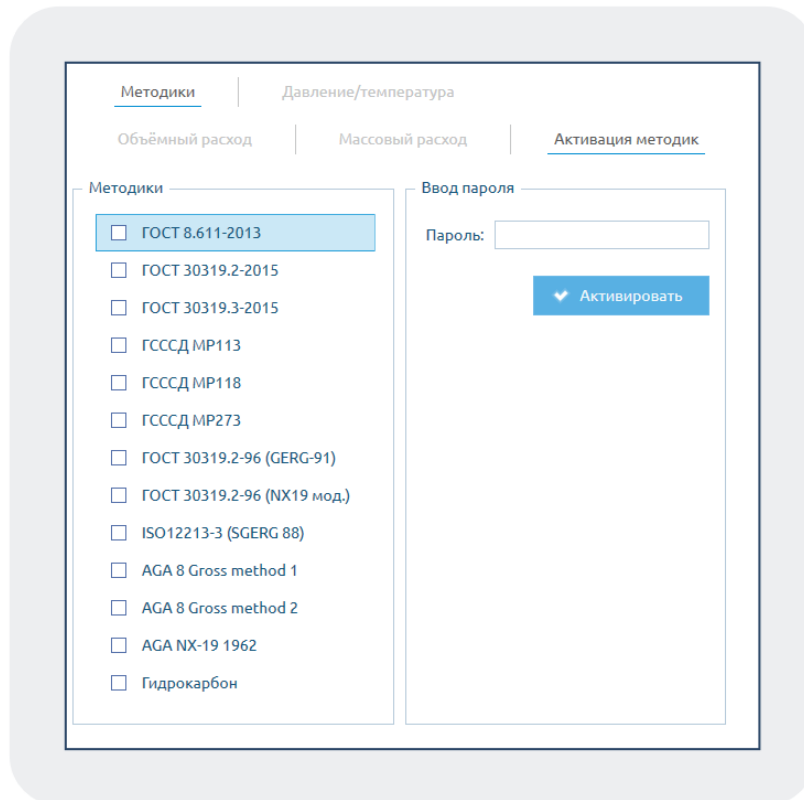 Методики Давление/температура
Объёмный расход Массовый расход Активация методик
Методики
ГОСТ 8.611-2013
ГОСТ 30319.2-2015
ГОСТ 30319.3-2015
ГСССД МР113
ГСССД МР118
ГСССД МР273
ГОСТ 30319.2-96 (GERG-91)
ГОСТ 30319.2-96 (NX19 мод.)
ISO12213-3 (SGERG 88)
AGA 8 Gross method 1
AGA 8 Gross method 2
AGA NX-19 1962
Гидрокарбон
Ввод пароля
Пароль:
Активировать